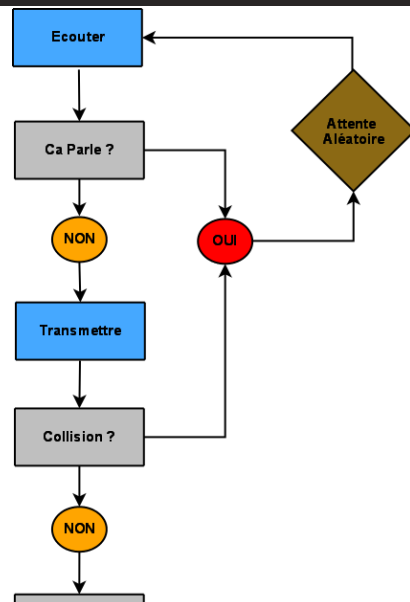 Ecouter
Attente
Aléatoire
Ca Parle ?
NON
OUI
Transmettre
Collision ?
NON